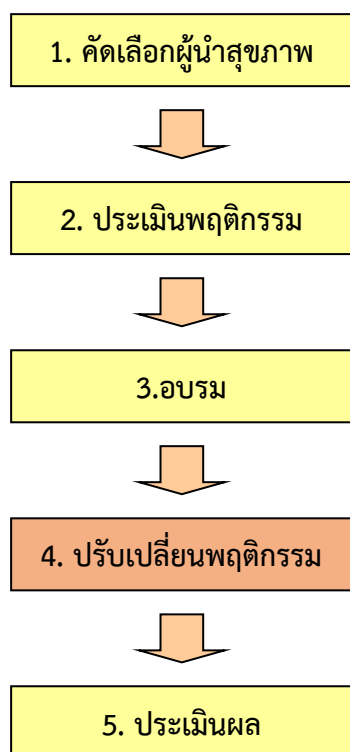 1. คัดเลือกผู้นำสุขภาพ
2. ประเมินพฤติกรรม
3.อบรม
4. ปรับเปลี่ยนพฤติกรรม
5. ประเมินผล